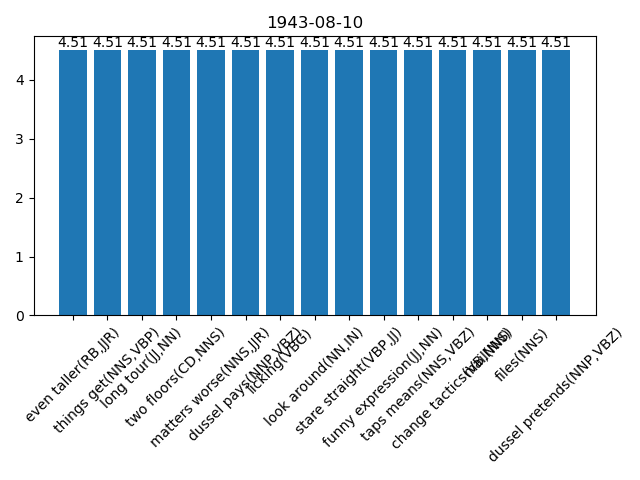 1943-08-10
4.51 4.51 4.51 4.51 4.51 4.51 4.51 4.51 4.51 4.51 4.51 4.51 4.51 4.51 4.51
4
3
2
1
0
even taller(RB,JJR)
things get(NNS,VBP)
long tour(JJ,NN)
two floors(CD,NNS)
matters worse(NNS,JJR)
dussel pays(NNP,VBZ)
licking(VBG)
look around(NN,IN)
stare straight(VBP,JJ)
funny expression(JJ,NN)
taps means(NNS,VBZ)
change tactics(VB,NNS)
files(NNS)
dussel pretends(NNP,VBZ)